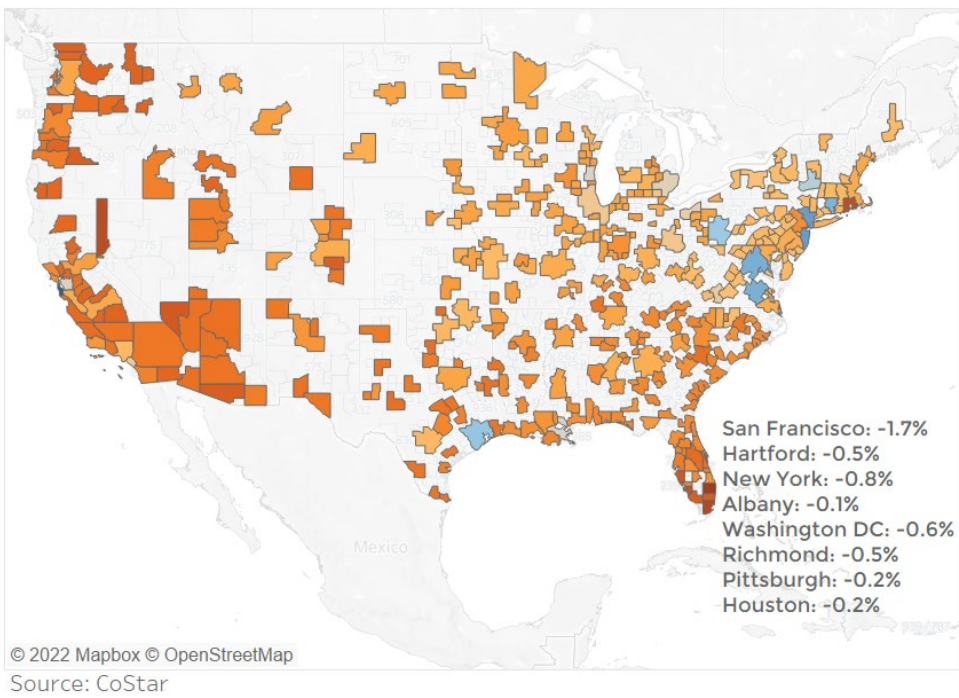 San Francisco: -1.7%
Hartford: -0.5%
New York: -0.8%
Albany: -0.1%
Washington DC: -0.6%
Richmond: -0.5%
Pittsburgh: -0.2%
Houston: -0.2%
Mexico
© 2022 Mapbox © OpenStreetMap
Source: CoStar